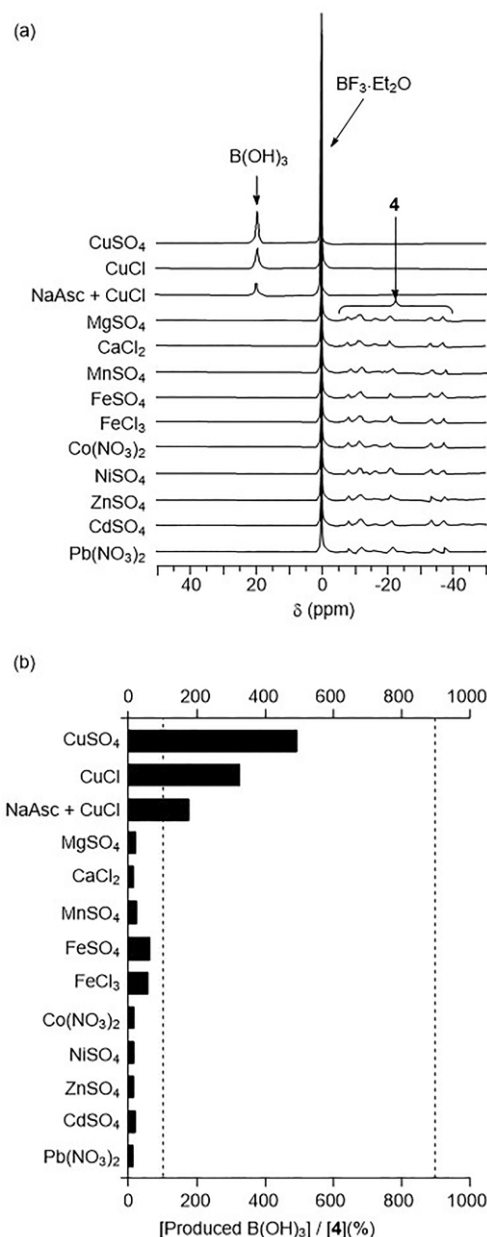 (a)
BF₃·Et₂O
B(OH)₃
4
CuSO₄
CuCl
NaAsc + CuCl
MgSO₄
CaCl₂
MnSO₄
FeSO₄
FeCl₃
Co(NO₃)₂
NiSO₄
ZnSO₄
CdSO₄
Pb(NO₃)₂
40 20 0 -20 -40
δ (ppm)
(b)
0 200 400 600 800 1000
CuSO₄
CuCl
NaAsc + CuCl
MgSO₄
CaCl₂
MnSO₄
FeSO₄
FeCl₃
Co(NO₃)₂
NiSO₄
ZnSO₄
CdSO₄
Pb(NO₃)₂
0 200 400 600 800 1000
[Produced B(OH)₃] / [4](%)